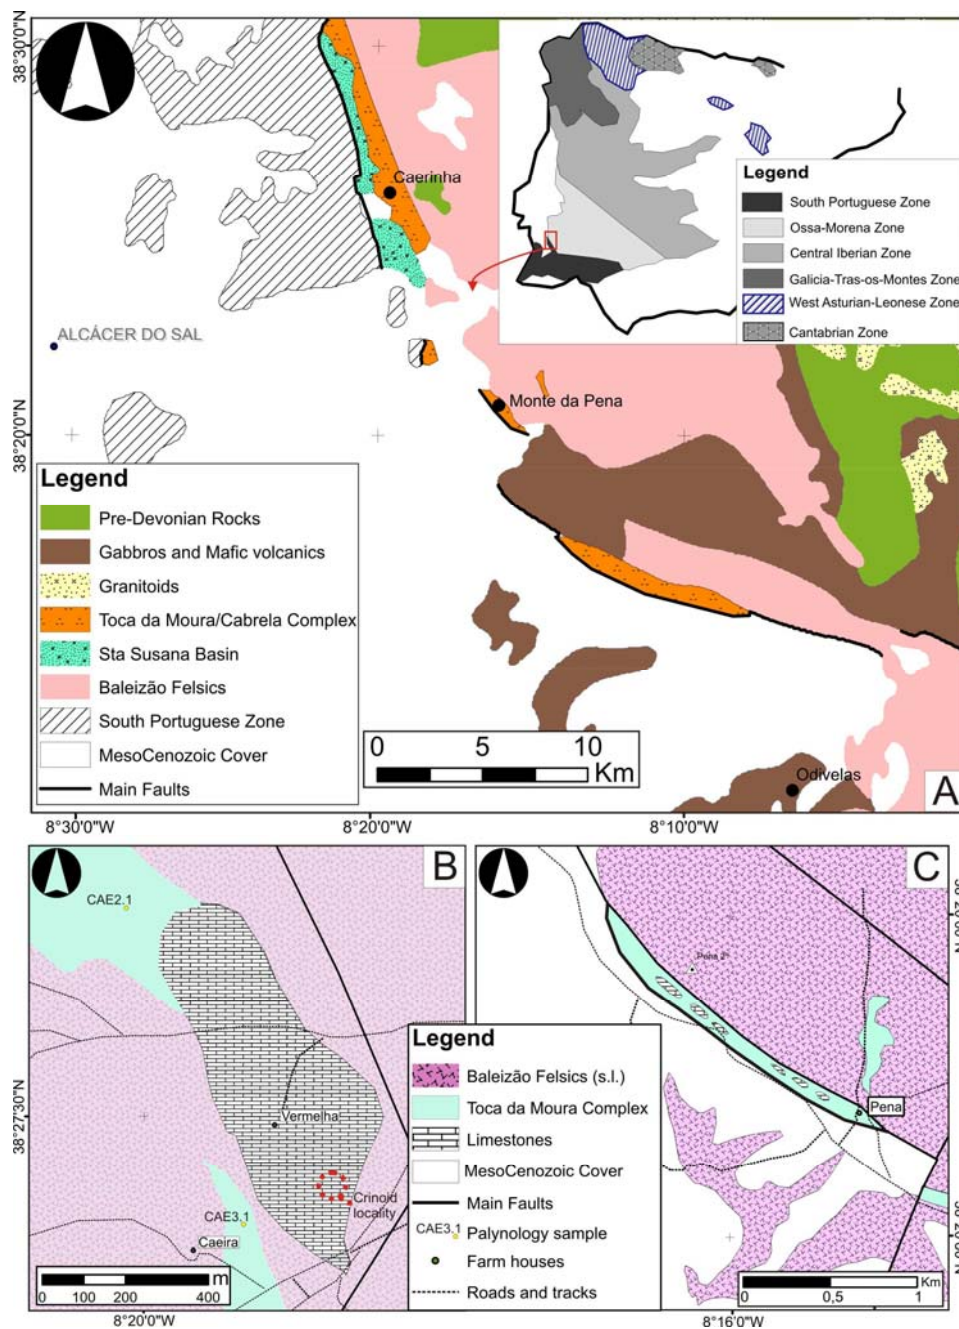 38°30'0"N
Caerinha
ALCÁCER DO SAL
Monte da Pena
38°20'0"N
Odivelas
A
Legend
South Portuguese Zone
Ossa-Morena Zone
Central Iberian Zone
Galicia-Tras-os-Montes Zone
West Asturian-Leonese Zone
Cantabrian Zone
Legend
Pre-Devonian Rocks
Gabbros and Mafic volcanics
Granitoids
Toca da Moura/Cabrela Complex
Sta Susana Basin
Baleizão Felsics
South Portuguese Zone
MesoCenozoic Cover
Main Faults
0 5 10
Km
8°30'0"W 8°20'0"W 8°10'0"W
B
CAE2.1
38°27'30"N
Vermelha
Crinoid
locality
CAE3.1
Caeira
0 100 200 400 m
8°20'0"W
Legend
Baleizão Felsics (s.l.)
Toca da Moura Complex
Limestones
MesoCenozoic Cover
Main Faults
CAE3.1 Palynology sample
Farm houses
Roads and tracks
C
Pena 2º
Pena
0 0,5 1
Km
8°16'0"W